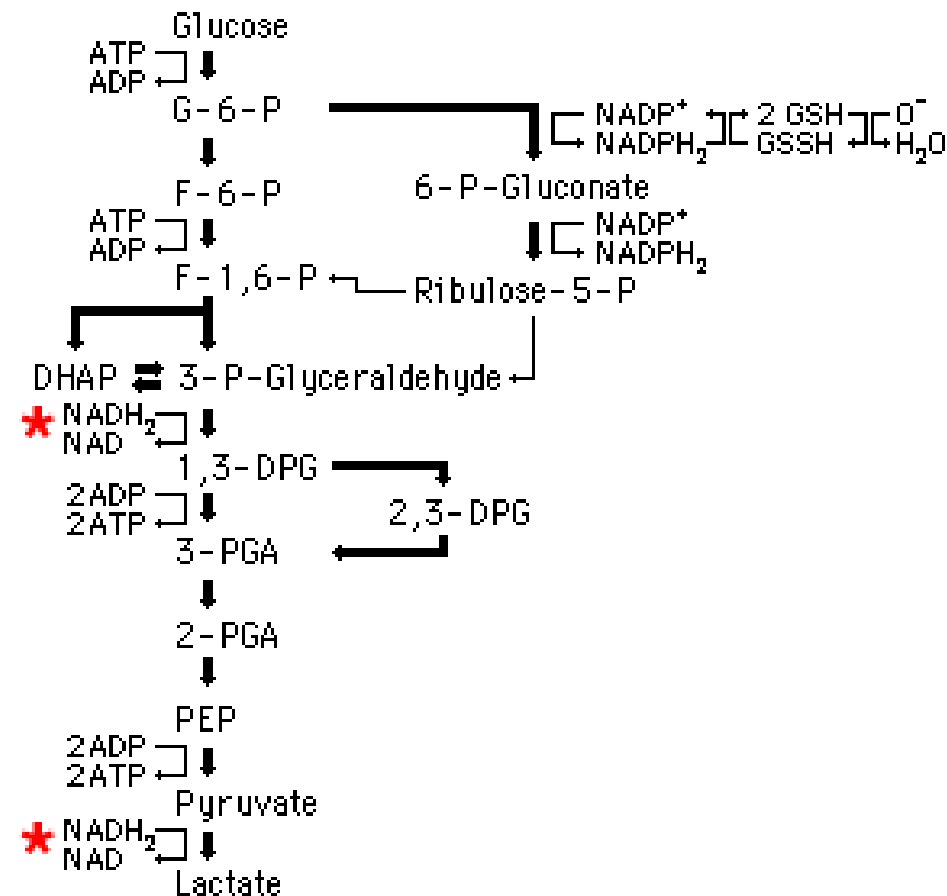 Glucose
ATP
ADP
G-6-P
NADP⁺
2 GSH
O⁻
NADPH₂
GSSH
H₂O
F-6-P
6-P-Gluconate
ATP
ADP
NADP⁺
NADPH₂
F-1,6-P
Ribulose-5-P
DHAP
3-P-Glyceraldehyde
* NADH₂
NAD
1,3-DPG
2ADP
2ATP
2,3-DPG
3-PGA
2-PGA
PEP
2ADP
2ATP
Pyruvate
* NADH₂
NAD
Lactate